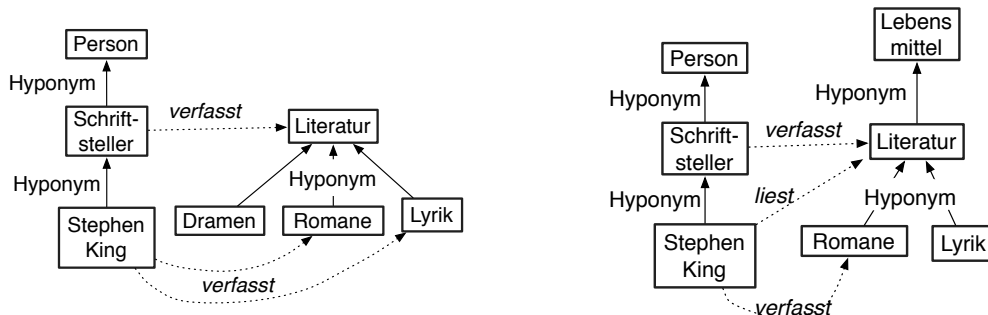 Person
Hyponym
Schrift-
steller
verfasst
Literatur
Hyponym
Hyponym
Stephen
King
Dramen
Romane
Lyrik
verfasst
Lebens
mittel
Person
Hyponym
Hyponym
Schrift-
steller
verfasst
Literatur
Hyponym
liest
Hyponym
Stephen
King
Romane
Lyrik
verfasst